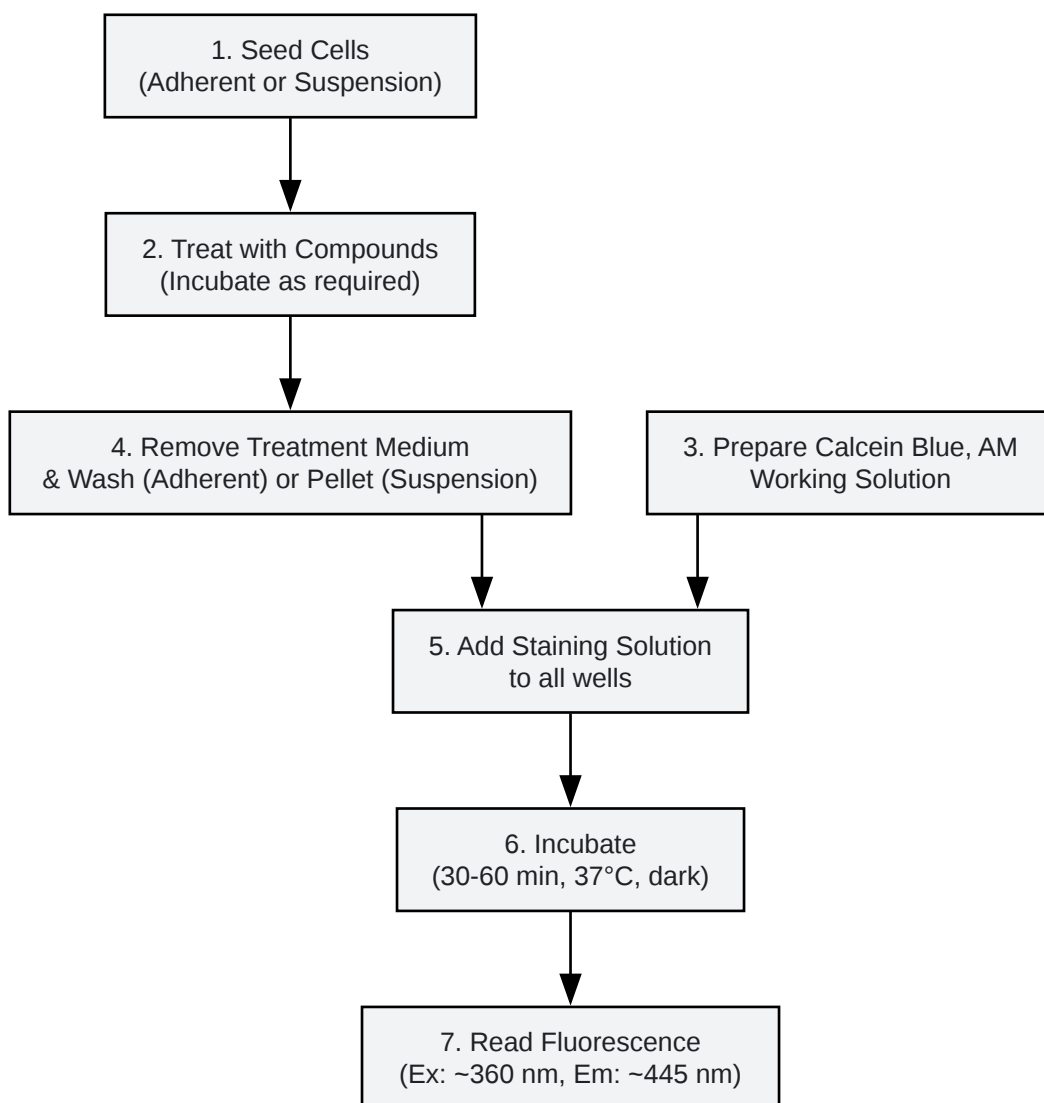 1. Seed Cells
(Adherent or Suspension)
2. Treat with Compounds
(Incubate as required)
4. Remove Treatment Medium
& Wash (Adherent) or Pellet (Suspension)
3. Prepare Calcein Blue, AM
Working Solution
5. Add Staining Solution
to all wells
6. Incubate
(30-60 min, 37°C, dark)
7. Read Fluorescence
(Ex: ~360 nm, Em: ~445 nm)